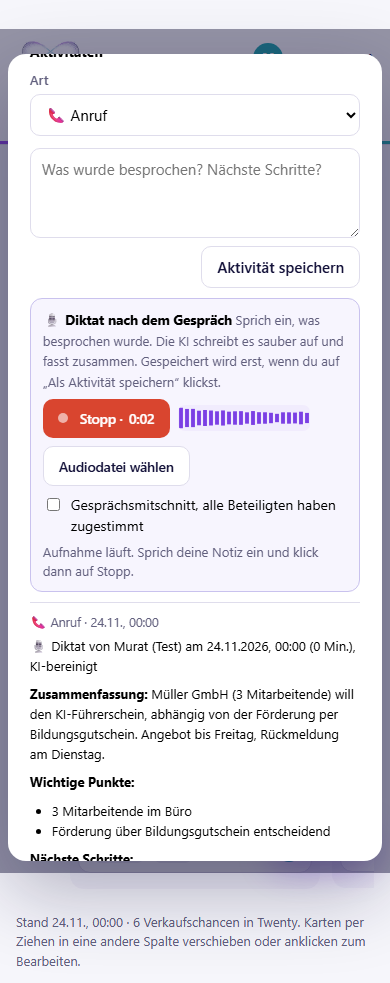 Aktivitäten
Art
📞 Anruf
Was wurde besprochen? Nächste Schritte?
Aktivität speichern
🎙️ Diktat nach dem Gespräch Sprich ein, was
besprochen wurde. Die KI schreibt es sauber auf und
fasst zusammen. Gespeichert wird erst, wenn du auf
„Als Aktivität speichern“ klickst.
Stopp · 0:02
Audiodatei wählen
Gesprächsmitschnitt, alle Beteiligten haben
zugestimmt
Aufnahme läuft. Sprich deine Notiz ein und klick
dann auf Stopp.
📞 Anruf · 24.11., 00:00
🎙️ Diktat von Murat (Test) am 24.11.2026, 00:00 (0 Min.),
KI-bereinigt
Zusammenfassung: Müller GmbH (3 Mitarbeitende) will
den KI-Führerschein, abhängig von der Förderung per
Bildungsgutschein. Angebot bis Freitag, Rückmeldung
am Dienstag.
Wichtige Punkte:
• 3 Mitarbeitende im Büro
• Förderung über Bildungsgutschein entscheidend
Nächste Schritte:
Stand 24.11., 00:00 · 6 Verkaufschancen in Twenty. Karten per
Ziehen in eine andere Spalte verschieben oder anklicken zum
Bearbeiten.